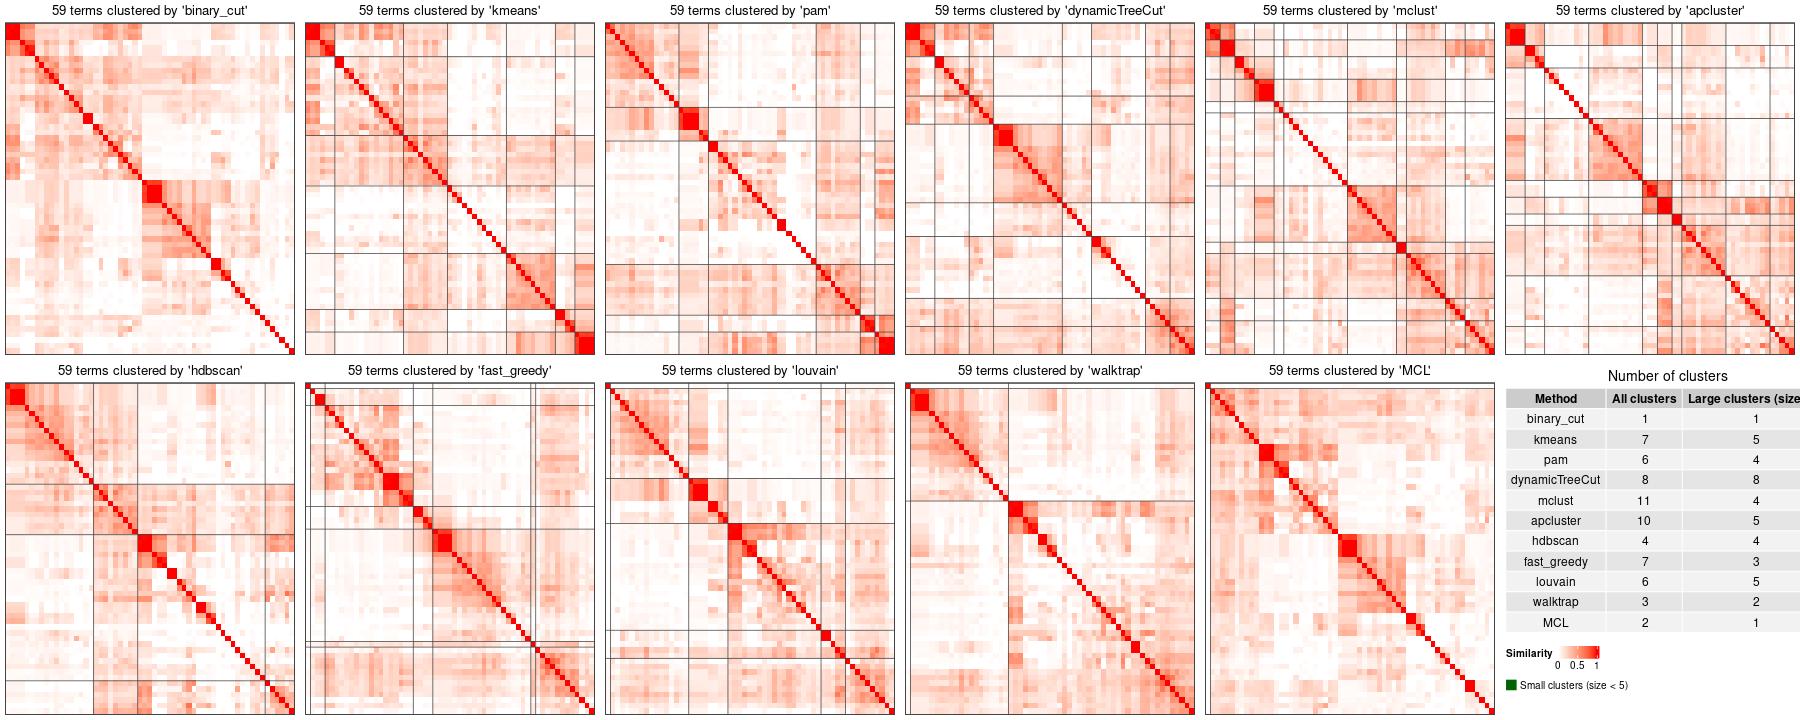 59 terms clustered by 'binary_cut'
59 terms clustered by 'kmeans'
59 terms clustered by 'pam'
59 terms clustered by 'dynamicTreeCut'
59 terms clustered by 'mclust'
59 terms clustered by 'apcluster'
59 terms clustered by 'hdbscan'
59 terms clustered by 'fast_greedy'
59 terms clustered by 'louvain'
59 terms clustered by 'walktrap'
59 terms clustered by 'MCL'
Number of clusters
Method All clusters Large clusters (size
binary_cut 1 1
kmeans 7 5
pam 6 4
dynamicTreeCut 8 8
mclust 11 4
apcluster 10 5
hdbscan 4 4
fast_greedy 7 3
louvain 6 5
walktrap 3 2
MCL 2 1
Similarity
0 0.5 1
Small clusters (size < 5)